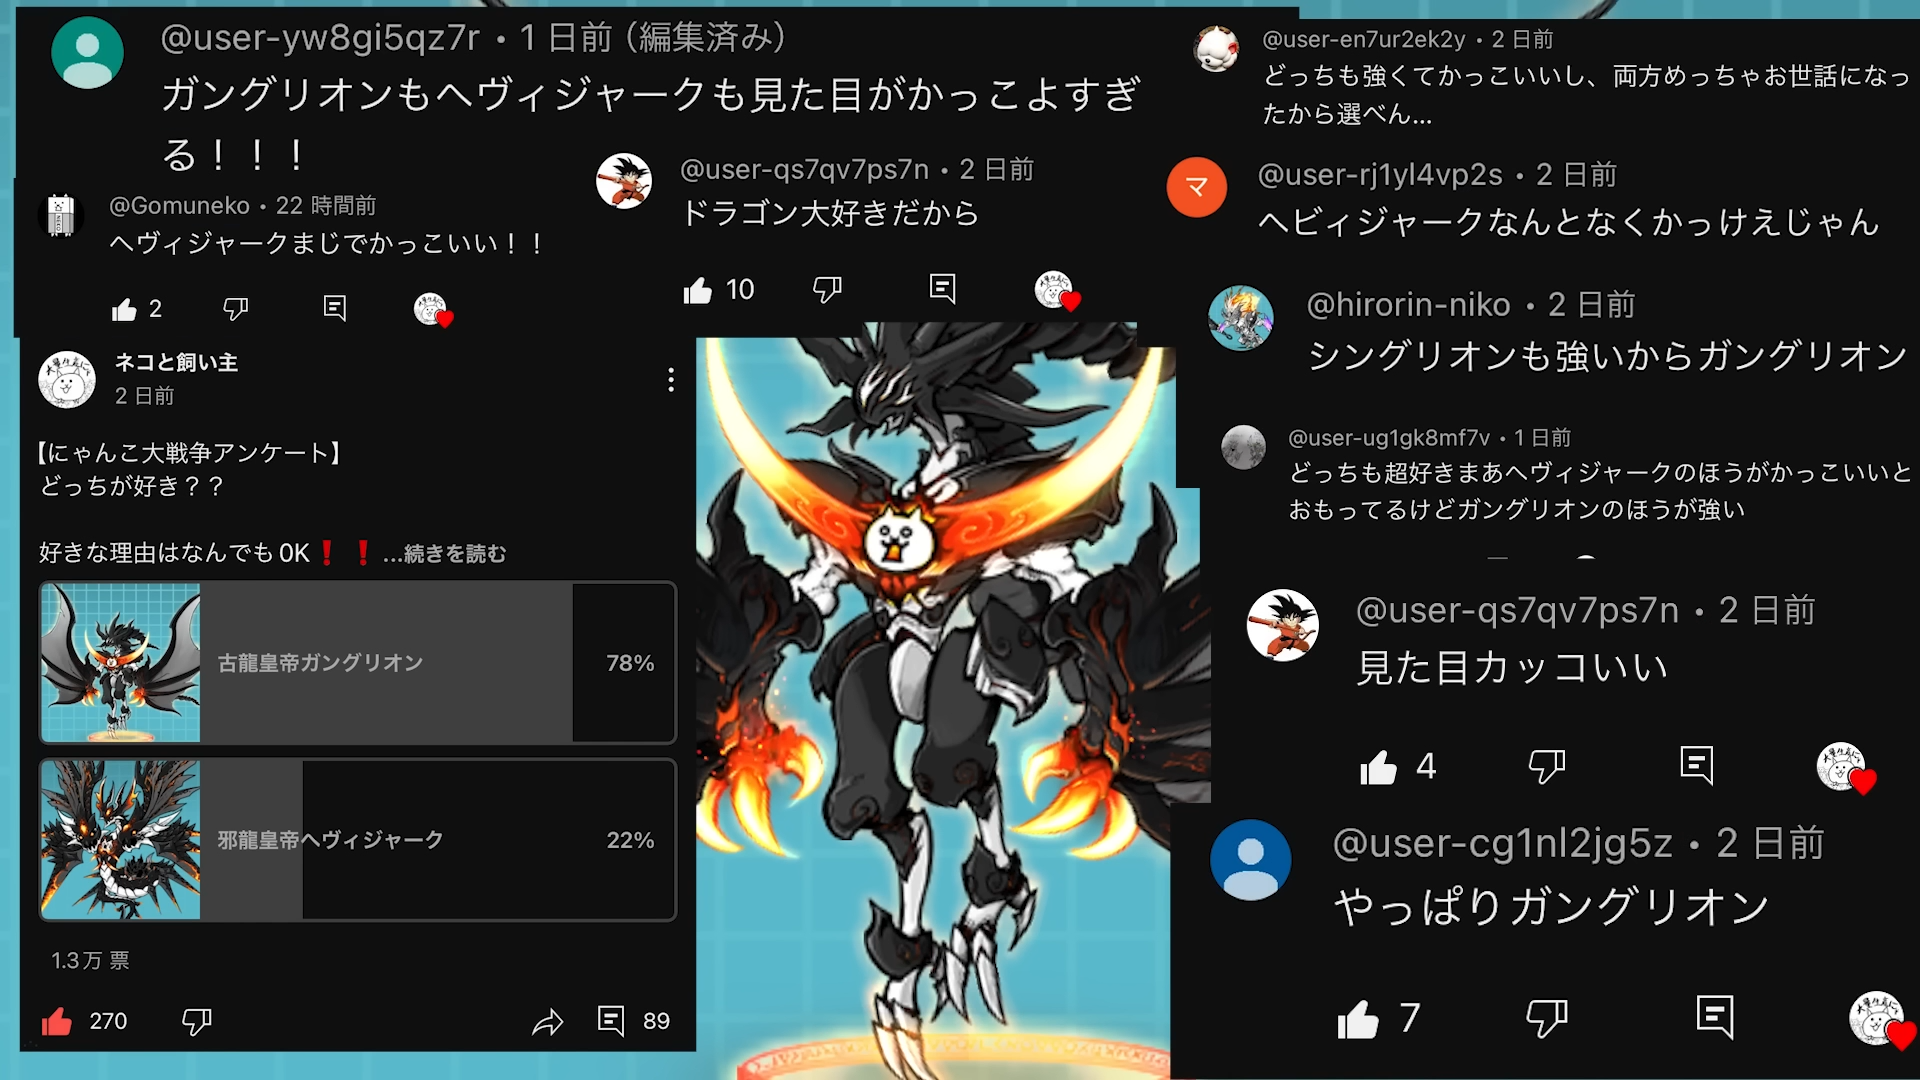 @user-yw8gi5qz7r • 1 日前 (編集済み)
ガングリオンもヘヴィジャークも見た目がかっこよすぎ
る！！！
@Gomuneko • 22 時間前
ヘヴィジャークまじでかっこいい！！
2
@user-qs7qv7ps7n • 2 日前
ドラゴン大好きだから
10
ネコと飼い主
2 日前
【にゃんこ大戦争アンケート】
どっちが好き？？
好きな理由はなんでもOK❗❗...続きを読む
古龍皇帝ガングリオン 78%
邪龍皇帝ヘヴィジャーク 22%
1.3万 票
270 89
@user-en7ur2ek2y • 2 日前
どっちも強くてかっこいいし、両方めっちゃお世話になっ
たから選べん...
マ
@user-rj1yl4vp2s • 2 日前
ヘビィジャークなんとなくかっけえじゃん
@hirorin-niko • 2 日前
シングリオンも強いからガングリオン
@user-ug1gk8mf7v • 1 日前
どっちも超好きまあヘヴィジャークのほうがかっこいいと
おもってるけどガングリオンのほうが強い
@user-qs7qv7ps7n • 2 日前
見た目カッコいい
4
@user-cg1nl2jg5z • 2 日前
やっぱりガングリオン
7